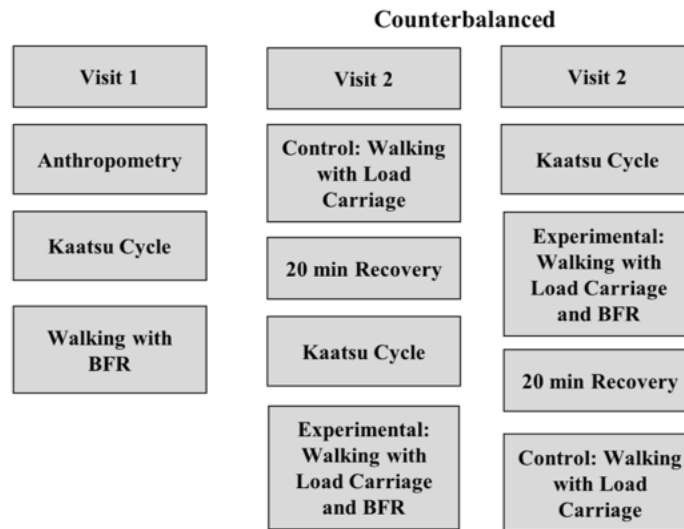 Counterbalanced
Visit 1
Anthropometry
Kaatsu Cycle
Walking with
BFR
Visit 2
Control: Walking
with Load
Carriage
20 min Recovery
Kaatsu Cycle
Experimental:
Walking with
Load Carriage
and BFR
Visit 2
Kaatsu Cycle
Experimental:
Walking with
Load Carriage
and BFR
20 min Recovery
Control: Walking
with Load
Carriage